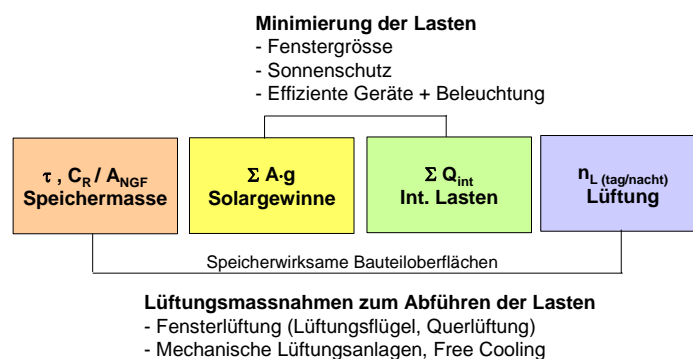 Minimierung der Lasten
- Fenstergrösse
- Sonnenschutz
- Effiziente Geräte + Beleuchtung
τ , C_R / A_NGF
Speichermasse
Σ A·g
Solargewinne
Σ Q_int
Int. Lasten
n_L (tag/nacht)
Lüftung
Speicherwirksame Bauteiloberflächen
Lüftungsmassnahmen zum Abführen der Lasten
- Fensterlüftung (Lüftungsflügel, Querlüftung)
- Mechanische Lüftungsanlagen, Free Cooling